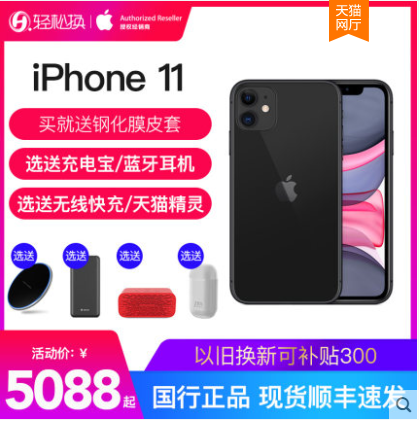 轻松换
Authorized Reseller
授权经销商
天猫
网厅
iPhone 11
买就送钢化膜皮套
选送充电宝/蓝牙耳机
选送无线快充/天猫精灵
选送
选送
选送
选送
活动价：¥
5088起
以旧换新可补贴300
国行正品 现货顺丰速发